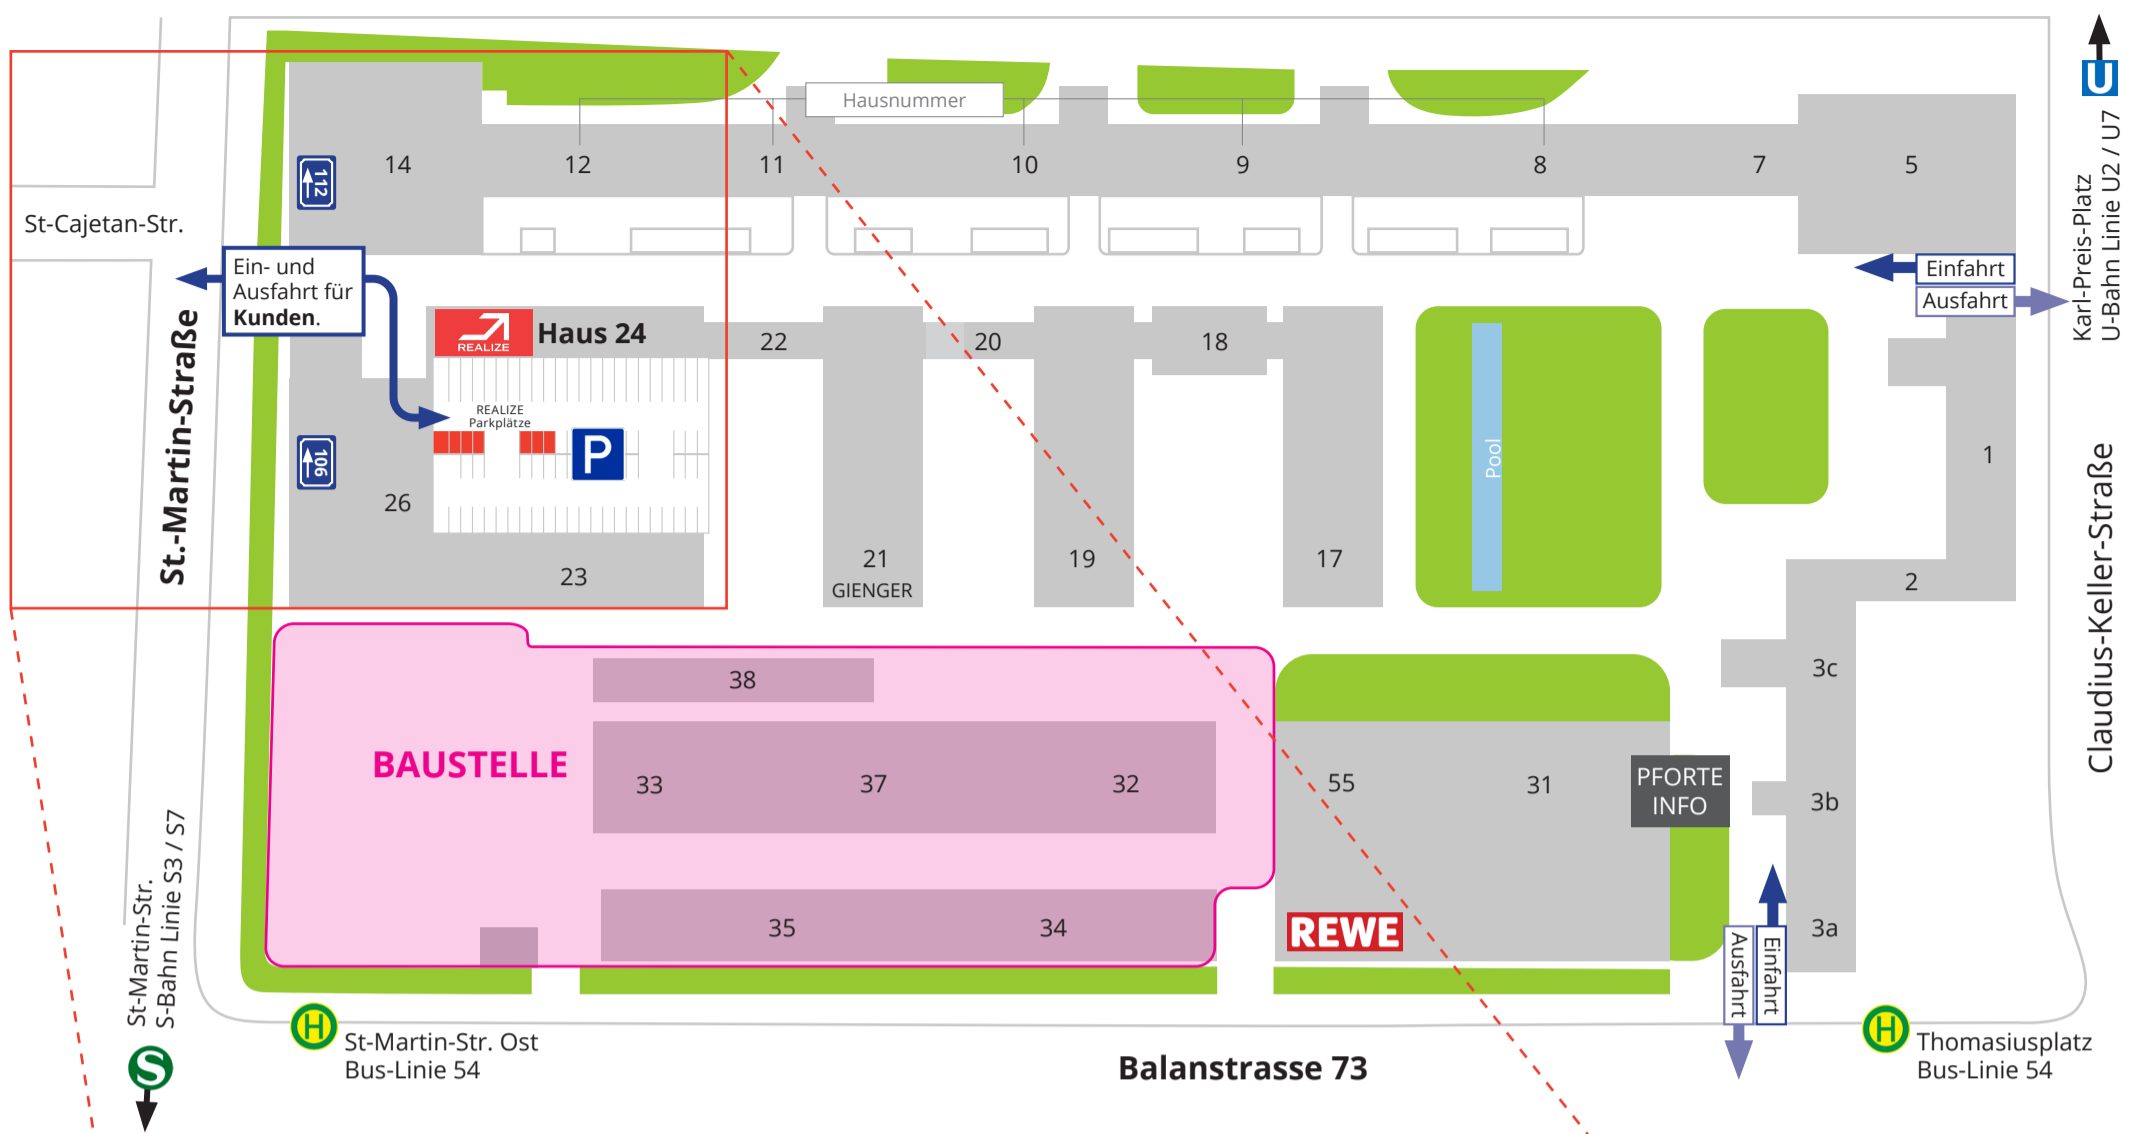 Hausnummer
U
14
12
11
10
9
8
7
5
112
St-Cajetan-Str.
Ein- und
Ausfahrt für
Kunden.
Einfahrt
Ausfahrt
Karl-Preis-Platz
U-Bahn Linie U2 / U7
REALIZE
Haus 24
22
20
18
REALIZE
Parkplätze
P
Pool
1
106
26
St.-Martin-Straße
Claudius-Keller-Straße
23
21
GIENGER
19
17
2
38
3c
BAUSTELLE
33
37
32
55
31
PFORTE
INFO
3b
35
34
REWE
3a
Ausfahrt
Einfahrt
St-Martin-Str.
S-Bahn Linie S3 / S7
S
H
St-Martin-Str. Ost
Bus-Linie 54
Balanstrasse 73
H
Thomasiusplatz
Bus-Linie 54